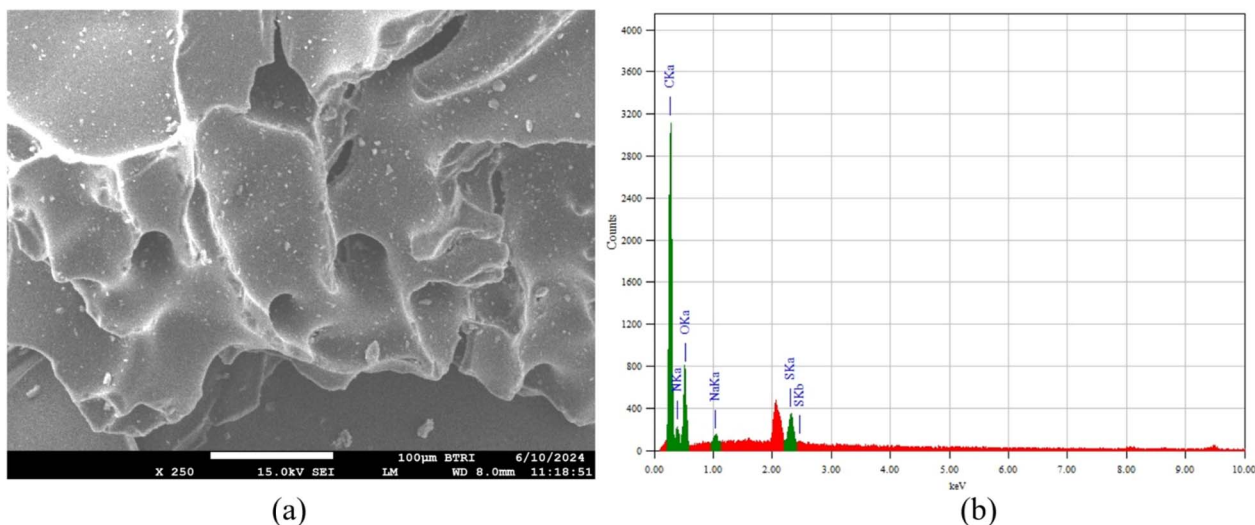 100µm BTRI 6/10/2024
X 250 15.0kV SEI LM WD 8.0mm 11:18:51
(a)
4000
3600
3200
2800
2400
2000
1600
1200
800
400
0
Counts
CKa
NKa
OKa
NaKa
SKa
SKb
0.00 1.00 2.00 3.00 4.00 5.00 6.00 7.00 8.00 9.00 10.00
keV
(b)